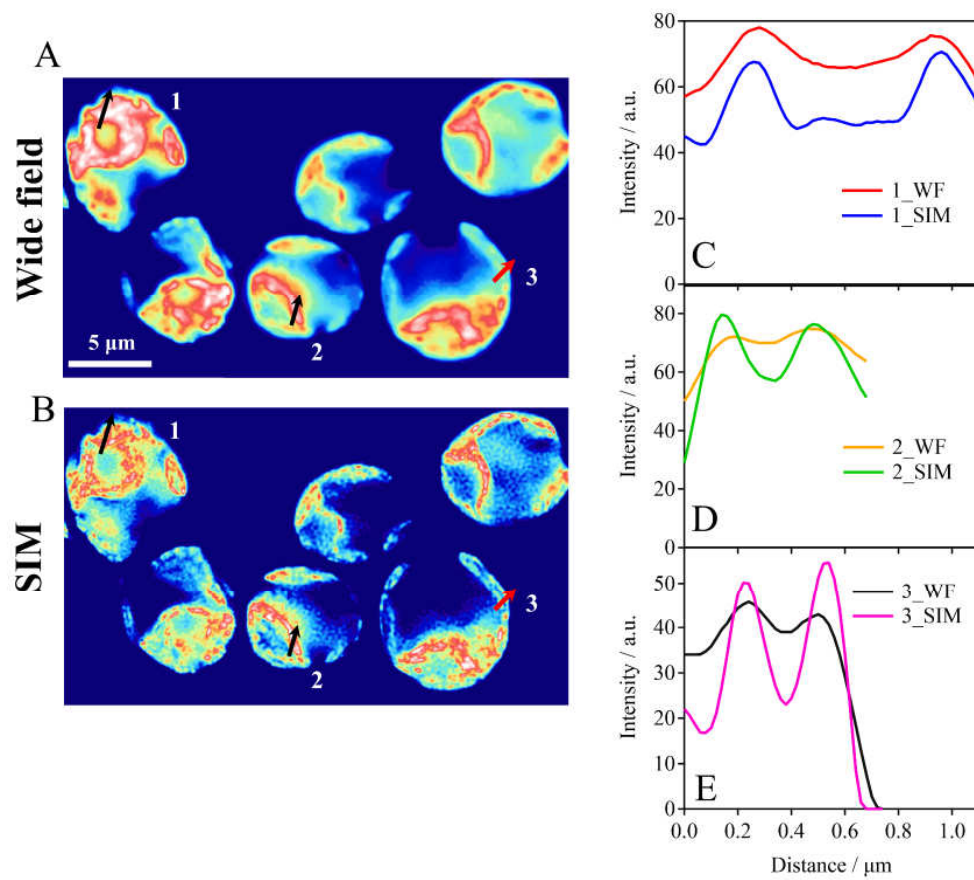 A
Wide field
1
2
3
5 μm
B
SIM
1
2
3
80
60
40
20
0
Intensity / a.u.
1_WF
1_SIM
C
80
60
40
20
0
Intensity / a.u.
2_WF
2_SIM
D
50
40
30
20
10
0
Intensity / a.u.
3_WF
3_SIM
E
0.0 0.2 0.4 0.6 0.8 1.0
Distance / μm